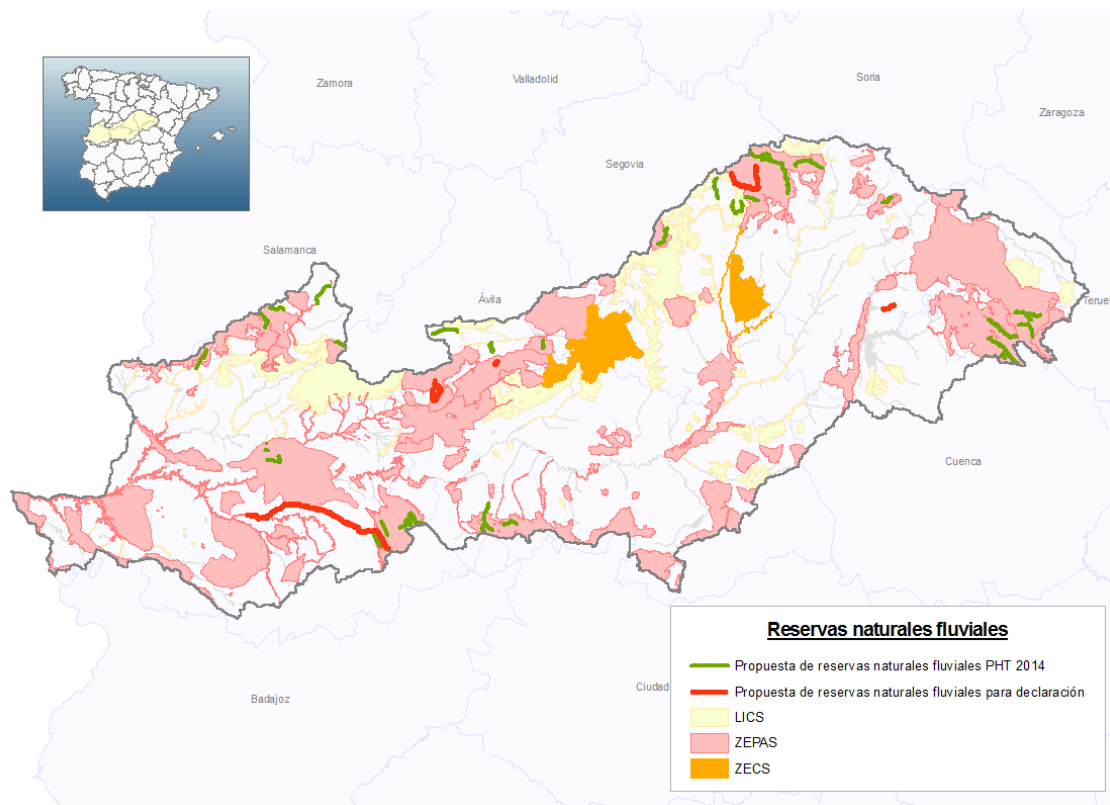 Zamora
Valladolid
Soria
Zaragoza
Segovia
Salamanca
Ávila
Teruel
Cuenca
Badajoz
Ciudad
Reservas naturales fluviales
Propuesta de reservas naturales fluviales PHT 2014
Propuesta de reservas naturales fluviales para declaración
LICS
ZEPAS
ZECS